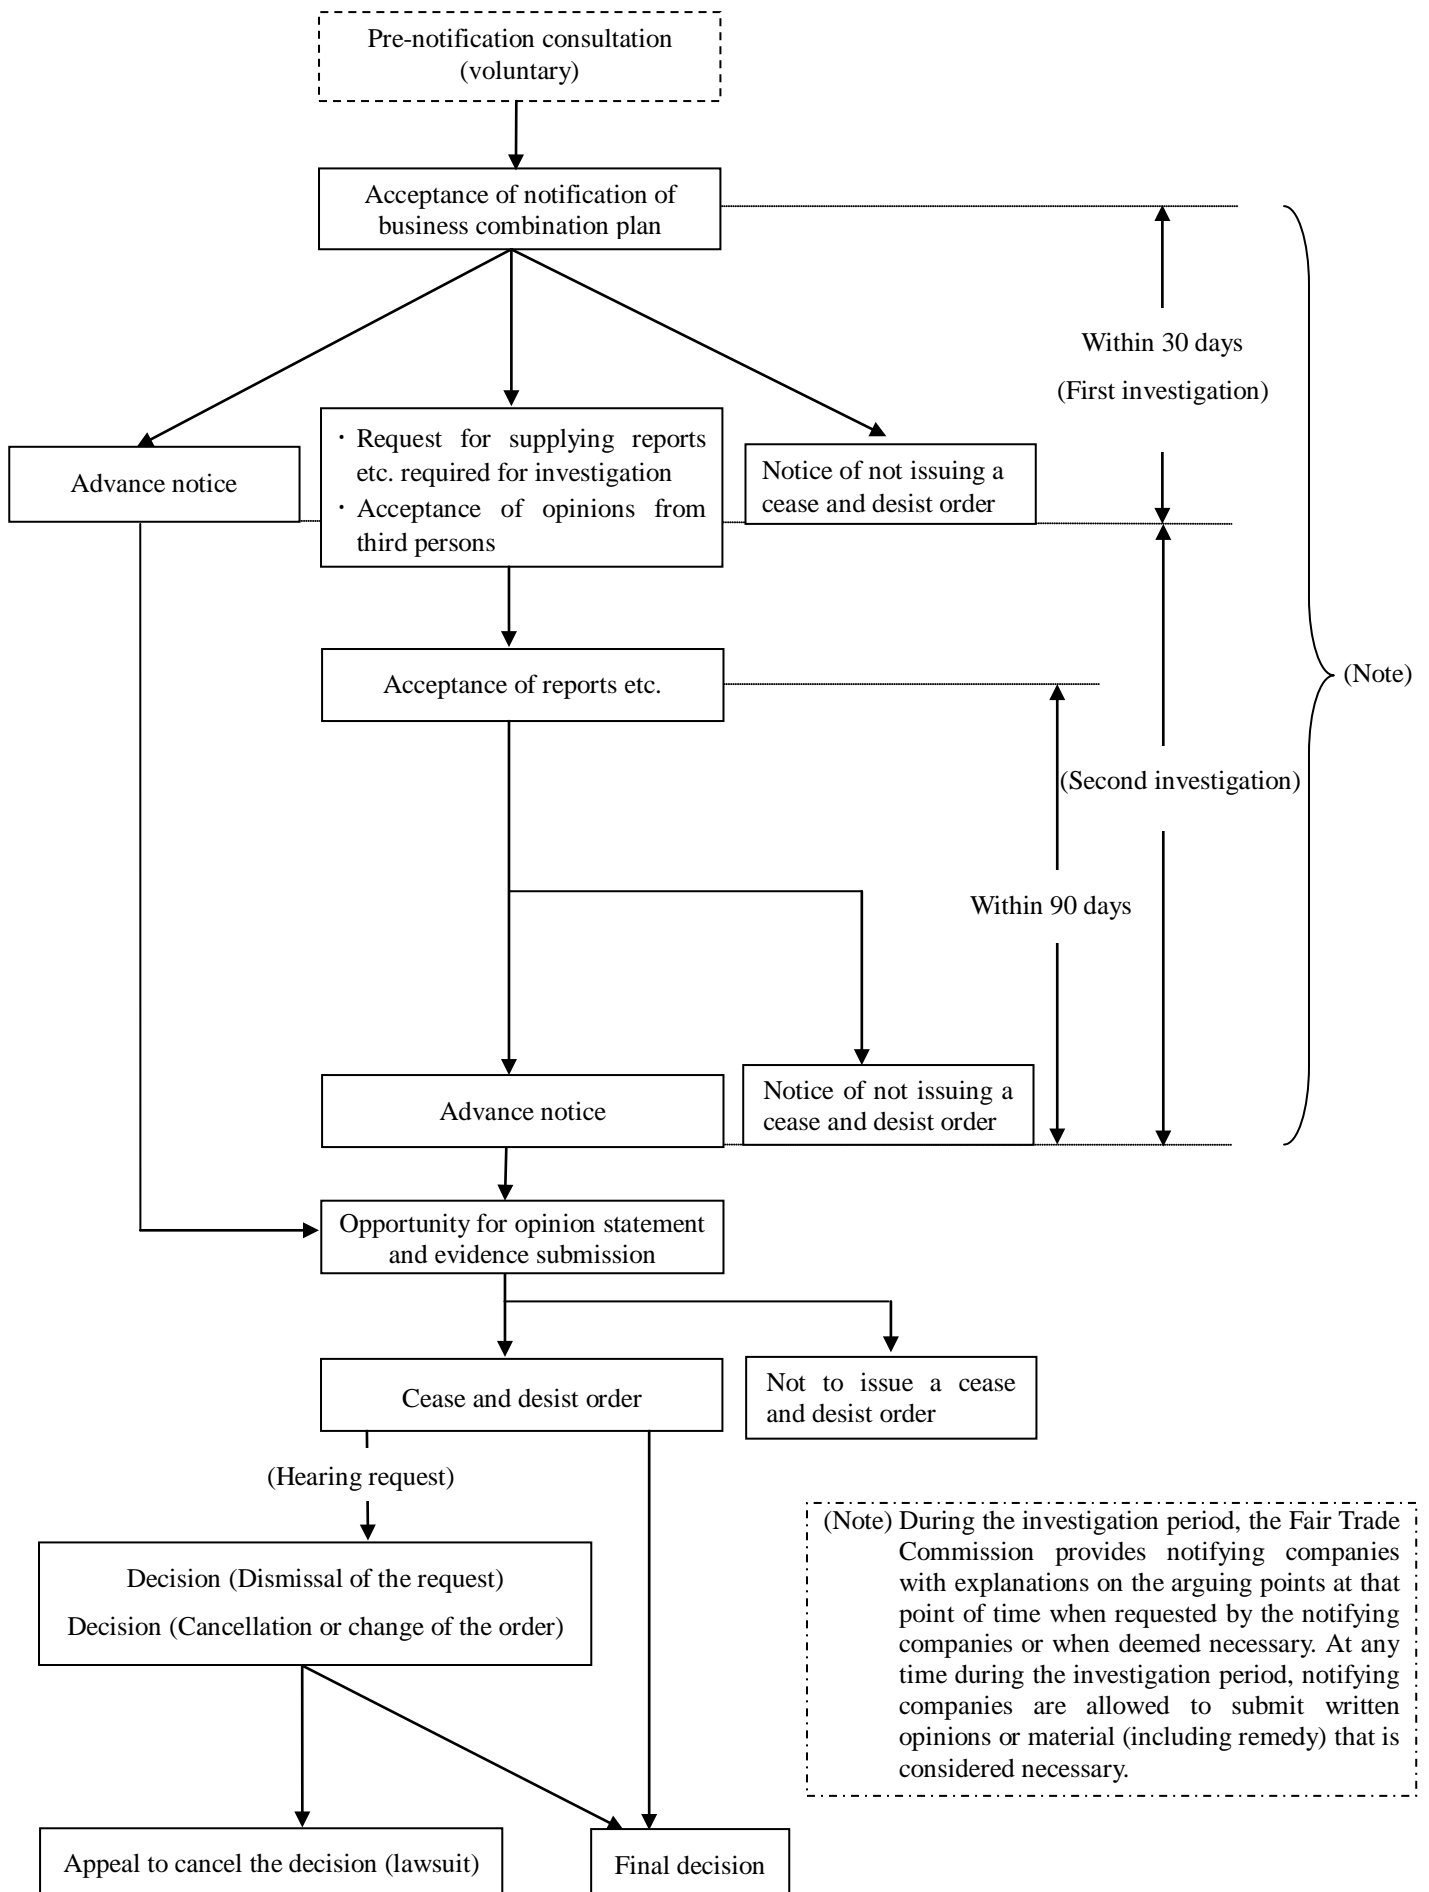 Pre-notification consultation
(voluntary)
Acceptance of notification of
business combination plan
Within 30 days
(First investigation)
Advance notice
・Request for supplying reports
etc. required for investigation
・Acceptance of opinions from
third persons
Notice of not issuing a
cease and desist order
Acceptance of reports etc.
(Note)
(Second investigation)
Within 90 days
Advance notice
Notice of not issuing a
cease and desist order
Opportunity for opinion statement
and evidence submission
Cease and desist order
Not to issue a cease
and desist order
(Hearing request)
Decision (Dismissal of the request)
Decision (Cancellation or change of the order)
(Note) During the investigation period, the Fair Trade
Commission provides notifying companies
with explanations on the arguing points at that
point of time when requested by the notifying
companies or when deemed necessary. At any
time during the investigation period, notifying
companies are allowed to submit written
opinions or material (including remedy) that is
considered necessary.
Appeal to cancel the decision (lawsuit)
Final decision